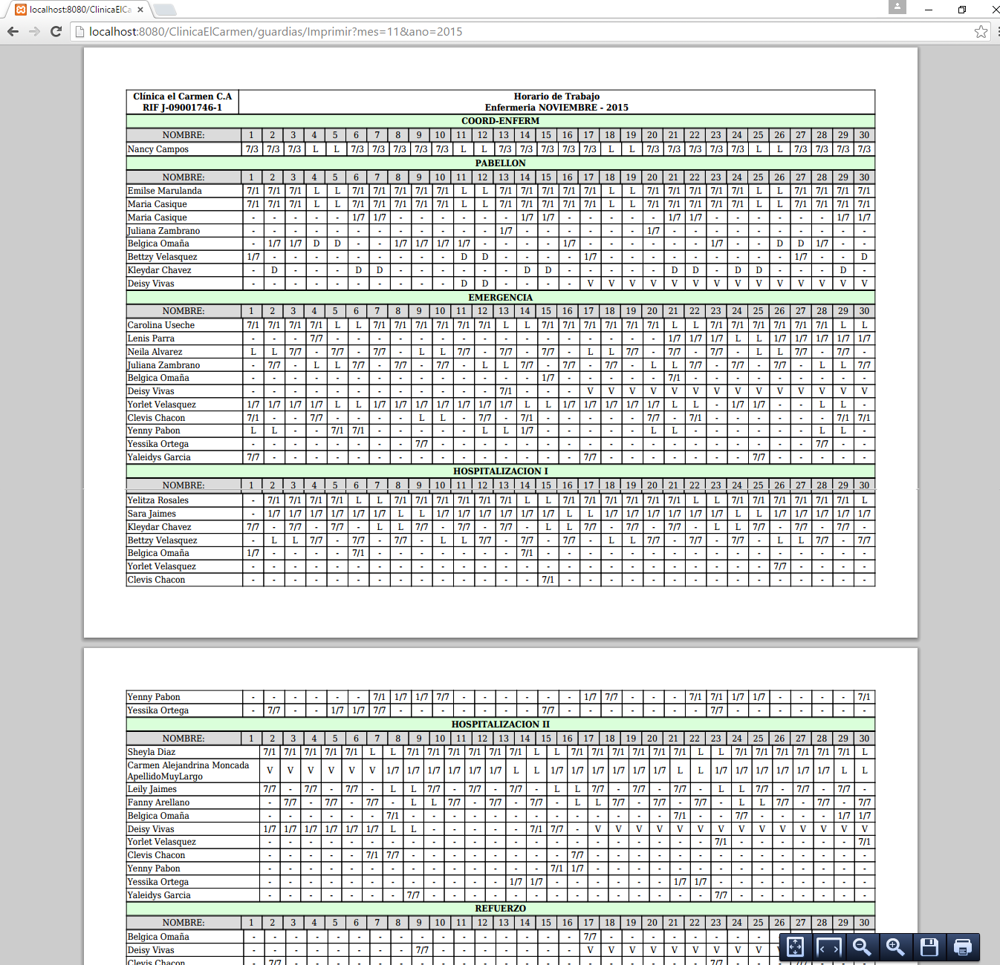 localhost:8080/ClinicaElCa
localhost:8080/ClinicaElCarmen/guardias/Imprimir?mes=11&ano=2015
Clínica el Carmen C.A
RIF J-09001746-1
Horario de Trabajo
Enfermeria NOVIEMBRE - 2015
COORD-ENFERM
NOMBRE: 1 2 3 4 5 6 7 8 9 10 11 12 13 14 15 16 17 18 19 20 21 22 23 24 25 26 27 28 29 30
Nancy Campos 7/3 7/3 7/3 L L 7/3 7/3 7/3 7/3 7/3 L L 7/3 7/3 7/3 7/3 7/3 L L 7/3 7/3 7/3 7/3 7/3 L L 7/3 7/3 7/3 7/3
PABELLON
NOMBRE: 1 2 3 4 5 6 7 8 9 10 11 12 13 14 15 16 17 18 19 20 21 22 23 24 25 26 27 28 29 30
Emilse Marulanda 7/1 7/1 7/1 L L 7/1 7/1 7/1 7/1 7/1 L L 7/1 7/1 7/1 7/1 7/1 L L 7/1 7/1 7/1 7/1 7/1 L L 7/1 7/1 7/1 7/1
Maria Casique 7/1 7/1 7/1 L L 7/1 7/1 7/1 7/1 7/1 L L 7/1 7/1 7/1 7/1 7/1 L L 7/1 7/1 7/1 7/1 7/1 L L 7/1 7/1 7/1 7/1
Maria Casique - - - - - 1/7 1/7 - - - - - - 1/7 1/7 - - - - - 1/7 1/7 - - - - - - 1/7 1/7
Juliana Zambrano - - - - - - - - - - - - 1/7 - - - - - - 1/7 - - - - - - - - - -
Belgica Omaña - 1/7 1/7 D D - - 1/7 1/7 1/7 1/7 - - - - 1/7 - - - - - - 1/7 - - D D 1/7 - -
Bettzy Velasquez 1/7 - - - - - - - - - D D - - - - 1/7 - - - - - - - - - 1/7 - - D
Kleydar Chavez - D - - - D D - - - - - - D D - - - - - D D - D D - - - D -
Deisy Vivas - - - - - - - - - - D D - - - - V V V V V V V V V V V V V V
EMERGENCIA
NOMBRE: 1 2 3 4 5 6 7 8 9 10 11 12 13 14 15 16 17 18 19 20 21 22 23 24 25 26 27 28 29 30
Carolina Useche 7/1 7/1 7/1 7/1 L L 7/1 7/1 7/1 7/1 7/1 7/1 L L 7/1 7/1 7/1 7/1 7/1 7/1 L L 7/1 7/1 7/1 7/1 7/1 7/1 L L
Lenis Parra - - - 7/7 - - - - - - - - - - - - - - - - 1/7 1/7 1/7 L L 1/7 1/7 1/7 1/7 1/7
Neila Alvarez L L 7/7 - 7/7 - 7/7 - L L 7/7 - 7/7 - 7/7 - L L 7/7 - 7/7 - 7/7 - L L 7/7 - 7/7 -
Juliana Zambrano - 7/7 - L L 7/7 - 7/7 - 7/7 - L L 7/7 - 7/7 - 7/7 - L L 7/7 - 7/7 - 7/7 - L L 7/7
Belgica Omaña - - - - - - - - - - - - - - 1/7 - - - - - 7/1 - - - - - - - - -
Deisy Vivas - - - - - - - - - - - - 7/1 - - - V V V V V V V V V V V V V V
Yorlet Velasquez 1/7 1/7 1/7 1/7 L L 1/7 1/7 1/7 1/7 1/7 1/7 1/7 L L 1/7 1/7 1/7 1/7 1/7 L L - 1/7 1/7 - - L L -
Clevis Chacon 7/1 - - 7/7 - - - - L L - 7/7 - 7/1 - - - - - 7/7 - 7/1 - - - - - - 7/1 7/1
Yenny Pabon L L - - 7/1 7/1 - - - - - L L 1/7 - - - - - L L - - - - - - L L -
Yessika Ortega - - - - - - - - 7/7 - - - - - - - - - - - - - - - - - - 7/7 - -
Yaleidys Garcia 7/7 - - - - - - - - - - - - - - - 7/7 - - - - - - - 7/7 - - - - -
HOSPITALIZACION I
NOMBRE: 1 2 3 4 5 6 7 8 9 10 11 12 13 14 15 16 17 18 19 20 21 22 23 24 25 26 27 28 29 30
Yelitza Rosales - 7/1 7/1 7/1 7/1 L L 7/1 7/1 7/1 7/1 7/1 7/1 L L 7/1 7/1 7/1 7/1 7/1 7/1 L L 7/1 7/1 7/1 7/1 7/1 7/1 L
Sara Jaimes - 1/7 1/7 1/7 1/7 1/7 1/7 L L 1/7 1/7 1/7 1/7 1/7 1/7 L L 1/7 1/7 1/7 1/7 1/7 1/7 L L 1/7 1/7 1/7 1/7 1/7
Kleydar Chavez 7/7 - 7/7 - 7/7 - L L 7/7 - 7/7 - 7/7 - L L 7/7 - 7/7 - 7/7 - L L 7/7 - 7/7 - 7/7 -
Bettzy Velasquez - L L 7/7 - 7/7 - 7/7 - L L 7/7 - 7/7 - 7/7 - L L 7/7 - 7/7 - 7/7 - L L 7/7 - 7/7
Belgica Omaña 1/7 - - - - 7/1 - - - - - - - 7/1 - - - - - - - - - - - - - - - -
Yorlet Velasquez - - - - - - - - - - - - - - - - - - - - - - - - - 7/7 - - - -
Clevis Chacon - - - - - - - - - - - - - - 7/1 - - - - - - - - - - - - - - -
Yenny Pabon - - - - - - 7/1 1/7 1/7 7/7 - - - - - - 1/7 7/7 - - - 7/1 7/1 1/7 1/7 - - - - 7/1
Yessika Ortega - 7/7 - - 1/7 1/7 7/7 - - - - - - - 7/7 - - - - - - - 7/7 - - - - - - -
HOSPITALIZACION II
NOMBRE: 1 2 3 4 5 6 7 8 9 10 11 12 13 14 15 16 17 18 19 20 21 22 23 24 25 26 27 28 29 30
Sheyla Diaz 7/1 7/1 7/1 7/1 7/1 L L 7/1 7/1 7/1 7/1 7/1 7/1 L L 7/1 7/1 7/1 7/1 7/1 7/1 L L 7/1 7/1 7/1 7/1 7/1 7/1 L
Carmen Alejandrina Moncada
ApellidoMuyLargo V V V V V V 1/7 1/7 1/7 1/7 1/7 1/7 L L 1/7 1/7 1/7 1/7 1/7 1/7 L L 1/7 1/7 1/7 1/7 1/7 1/7 L L
Leily Jaimes 7/7 - 7/7 - 7/7 - L L 7/7 - 7/7 - 7/7 - L L 7/7 - 7/7 - 7/7 - L L 7/7 - 7/7 - 7/7 -
Fanny Arellano - 7/7 - 7/7 - 7/7 - L L 7/7 - 7/7 - 7/7 - L L 7/7 - 7/7 - 7/7 - L L 7/7 - 7/7 - 7/7
Belgica Omaña - - - - - - 7/1 - - - - - - - - - - - - - 7/1 - - 7/7 - - - - 1/7 1/7
Deisy Vivas 1/7 1/7 1/7 1/7 1/7 1/7 L L - - - - - 7/1 7/7 - V V V V V V V V V V V V V V
Yorlet Velasquez - - - - - - - - - - - - - - - - - - - - - - 7/1 - - - - - - 7/1
Clevis Chacon - - - - - 7/1 7/7 - - - - - - - - 7/7 - - - - - - - - - - - - - -
Yenny Pabon - - - - - - - - - - - - - - 7/1 1/7 - - - - - - - - - - - - - -
Yessika Ortega - - - - - - - - - - - - 1/7 1/7 - - - - - - 1/7 1/7 - - - - - - - -
Yaleidys Garcia - - - - - - - 7/7 - - - - - - - - - - - - - - 7/7 - - - - - - -
REFUERZO
NOMBRE: 1 2 3 4 5 6 7 8 9 10 11 12 13 14 15 16 17 18 19 20 21 22 23 24 25 26 27 28 29 30
Belgica Omaña - - - - - - - - - - - - - - - - 7/7 - - - - - - - -
Deisy Vivas - - - - - - - - 7/7 - - - - - - - V V V V V V V V V
Clevis Chacon - 7/7 - - - - - - - - - - - - - - - - - - - - 7/7 - -